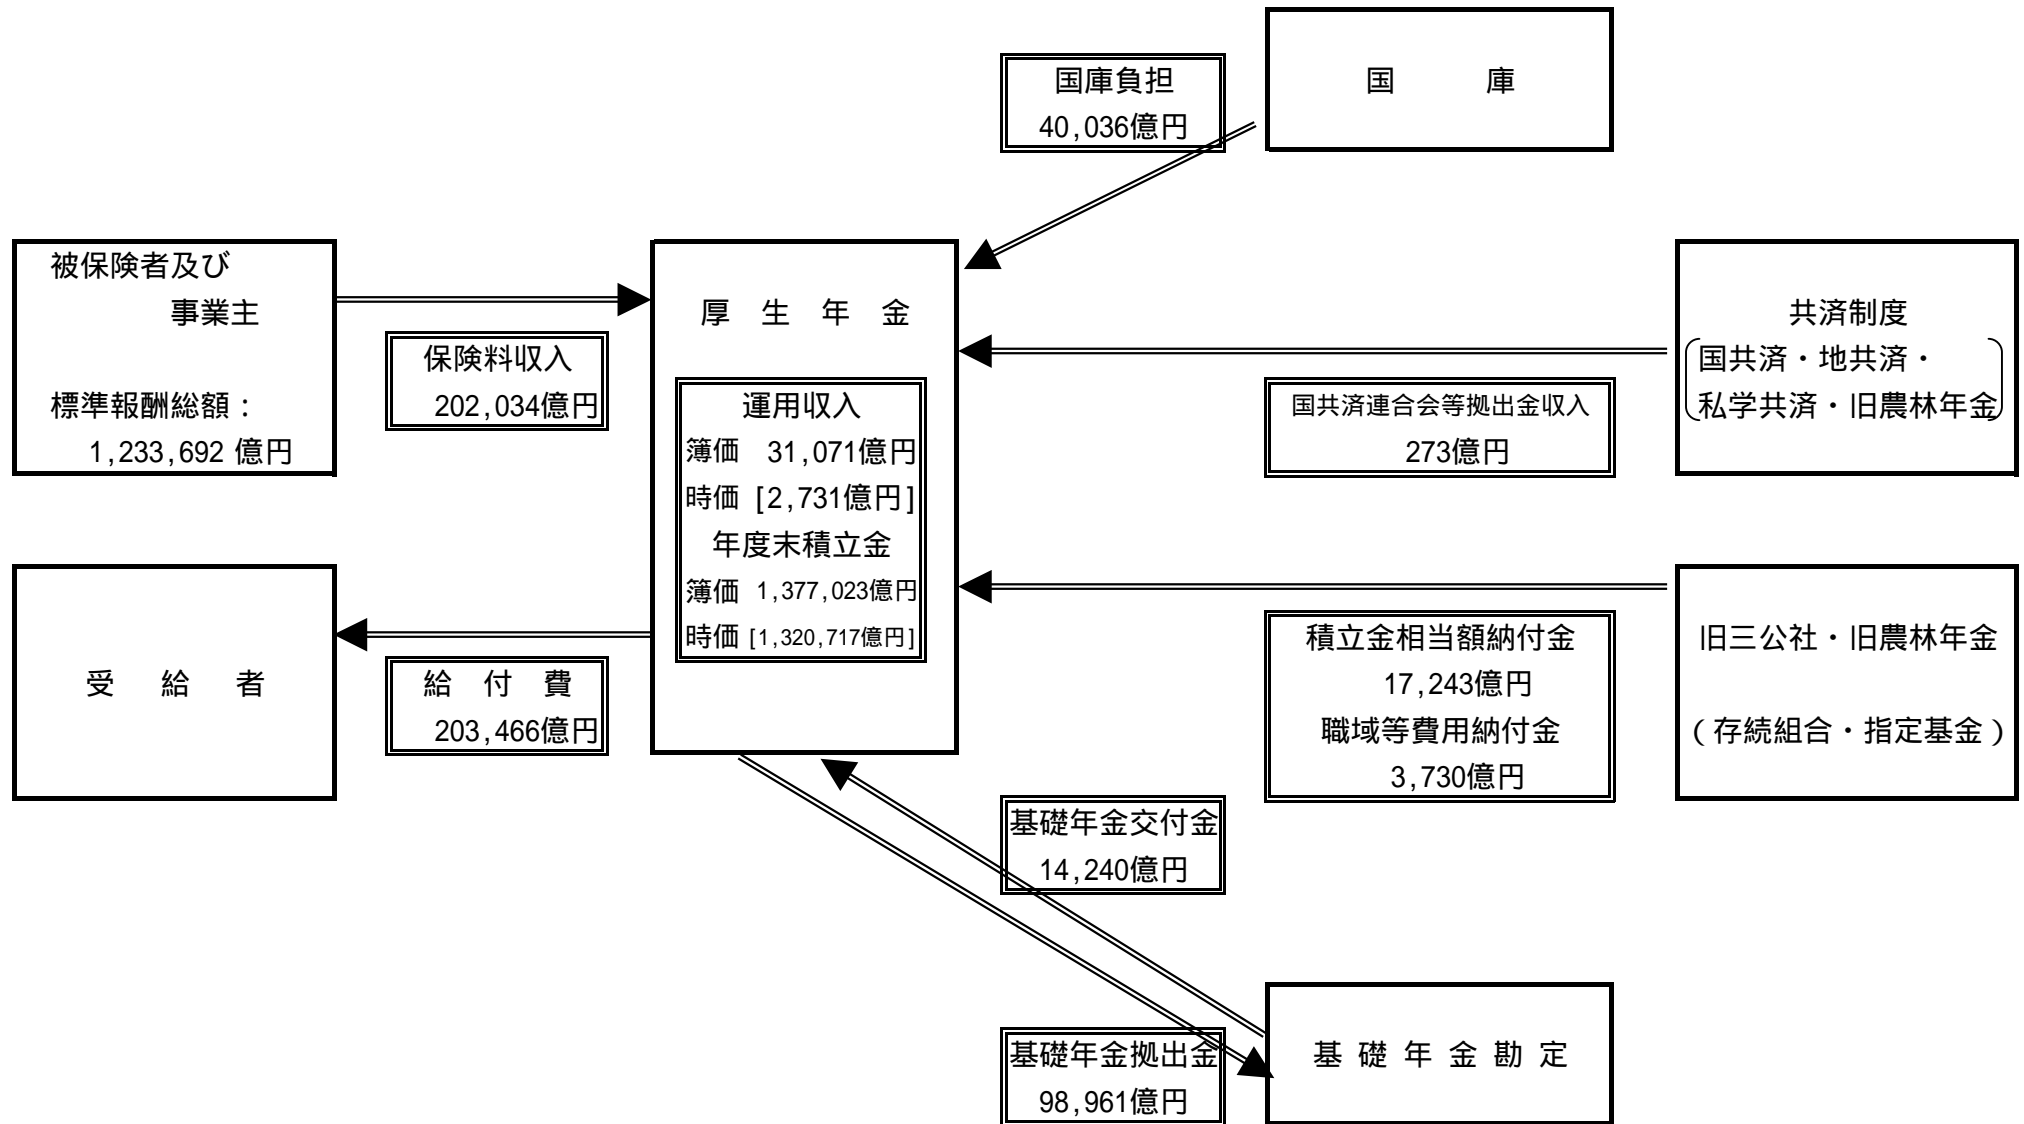 国庫負担
40,036億円
国　　　庫
被保険者及び
事業主
標準報酬総額：
1,233,692 億円
保険料収入
202,034億円
厚　生　年　金
運用収入
簿価　31,071億円
時価 [2,731億円]
年度末積立金
簿価　1,377,023億円
時価 [1,320,717億円]
共済制度
国共済・地共済・
私学共済・旧農林年金
国共済連合会等拠出金収入
273億円
受　給　者
給　付　費
203,466億円
積立金相当額納付金
17,243億円
職域等費用納付金
3,730億円
旧三公社・旧農林年金
（存続組合・指定基金）
基礎年金交付金
14,240億円
基礎年金拠出金
98,961億円
基 礎 年 金 勘 定